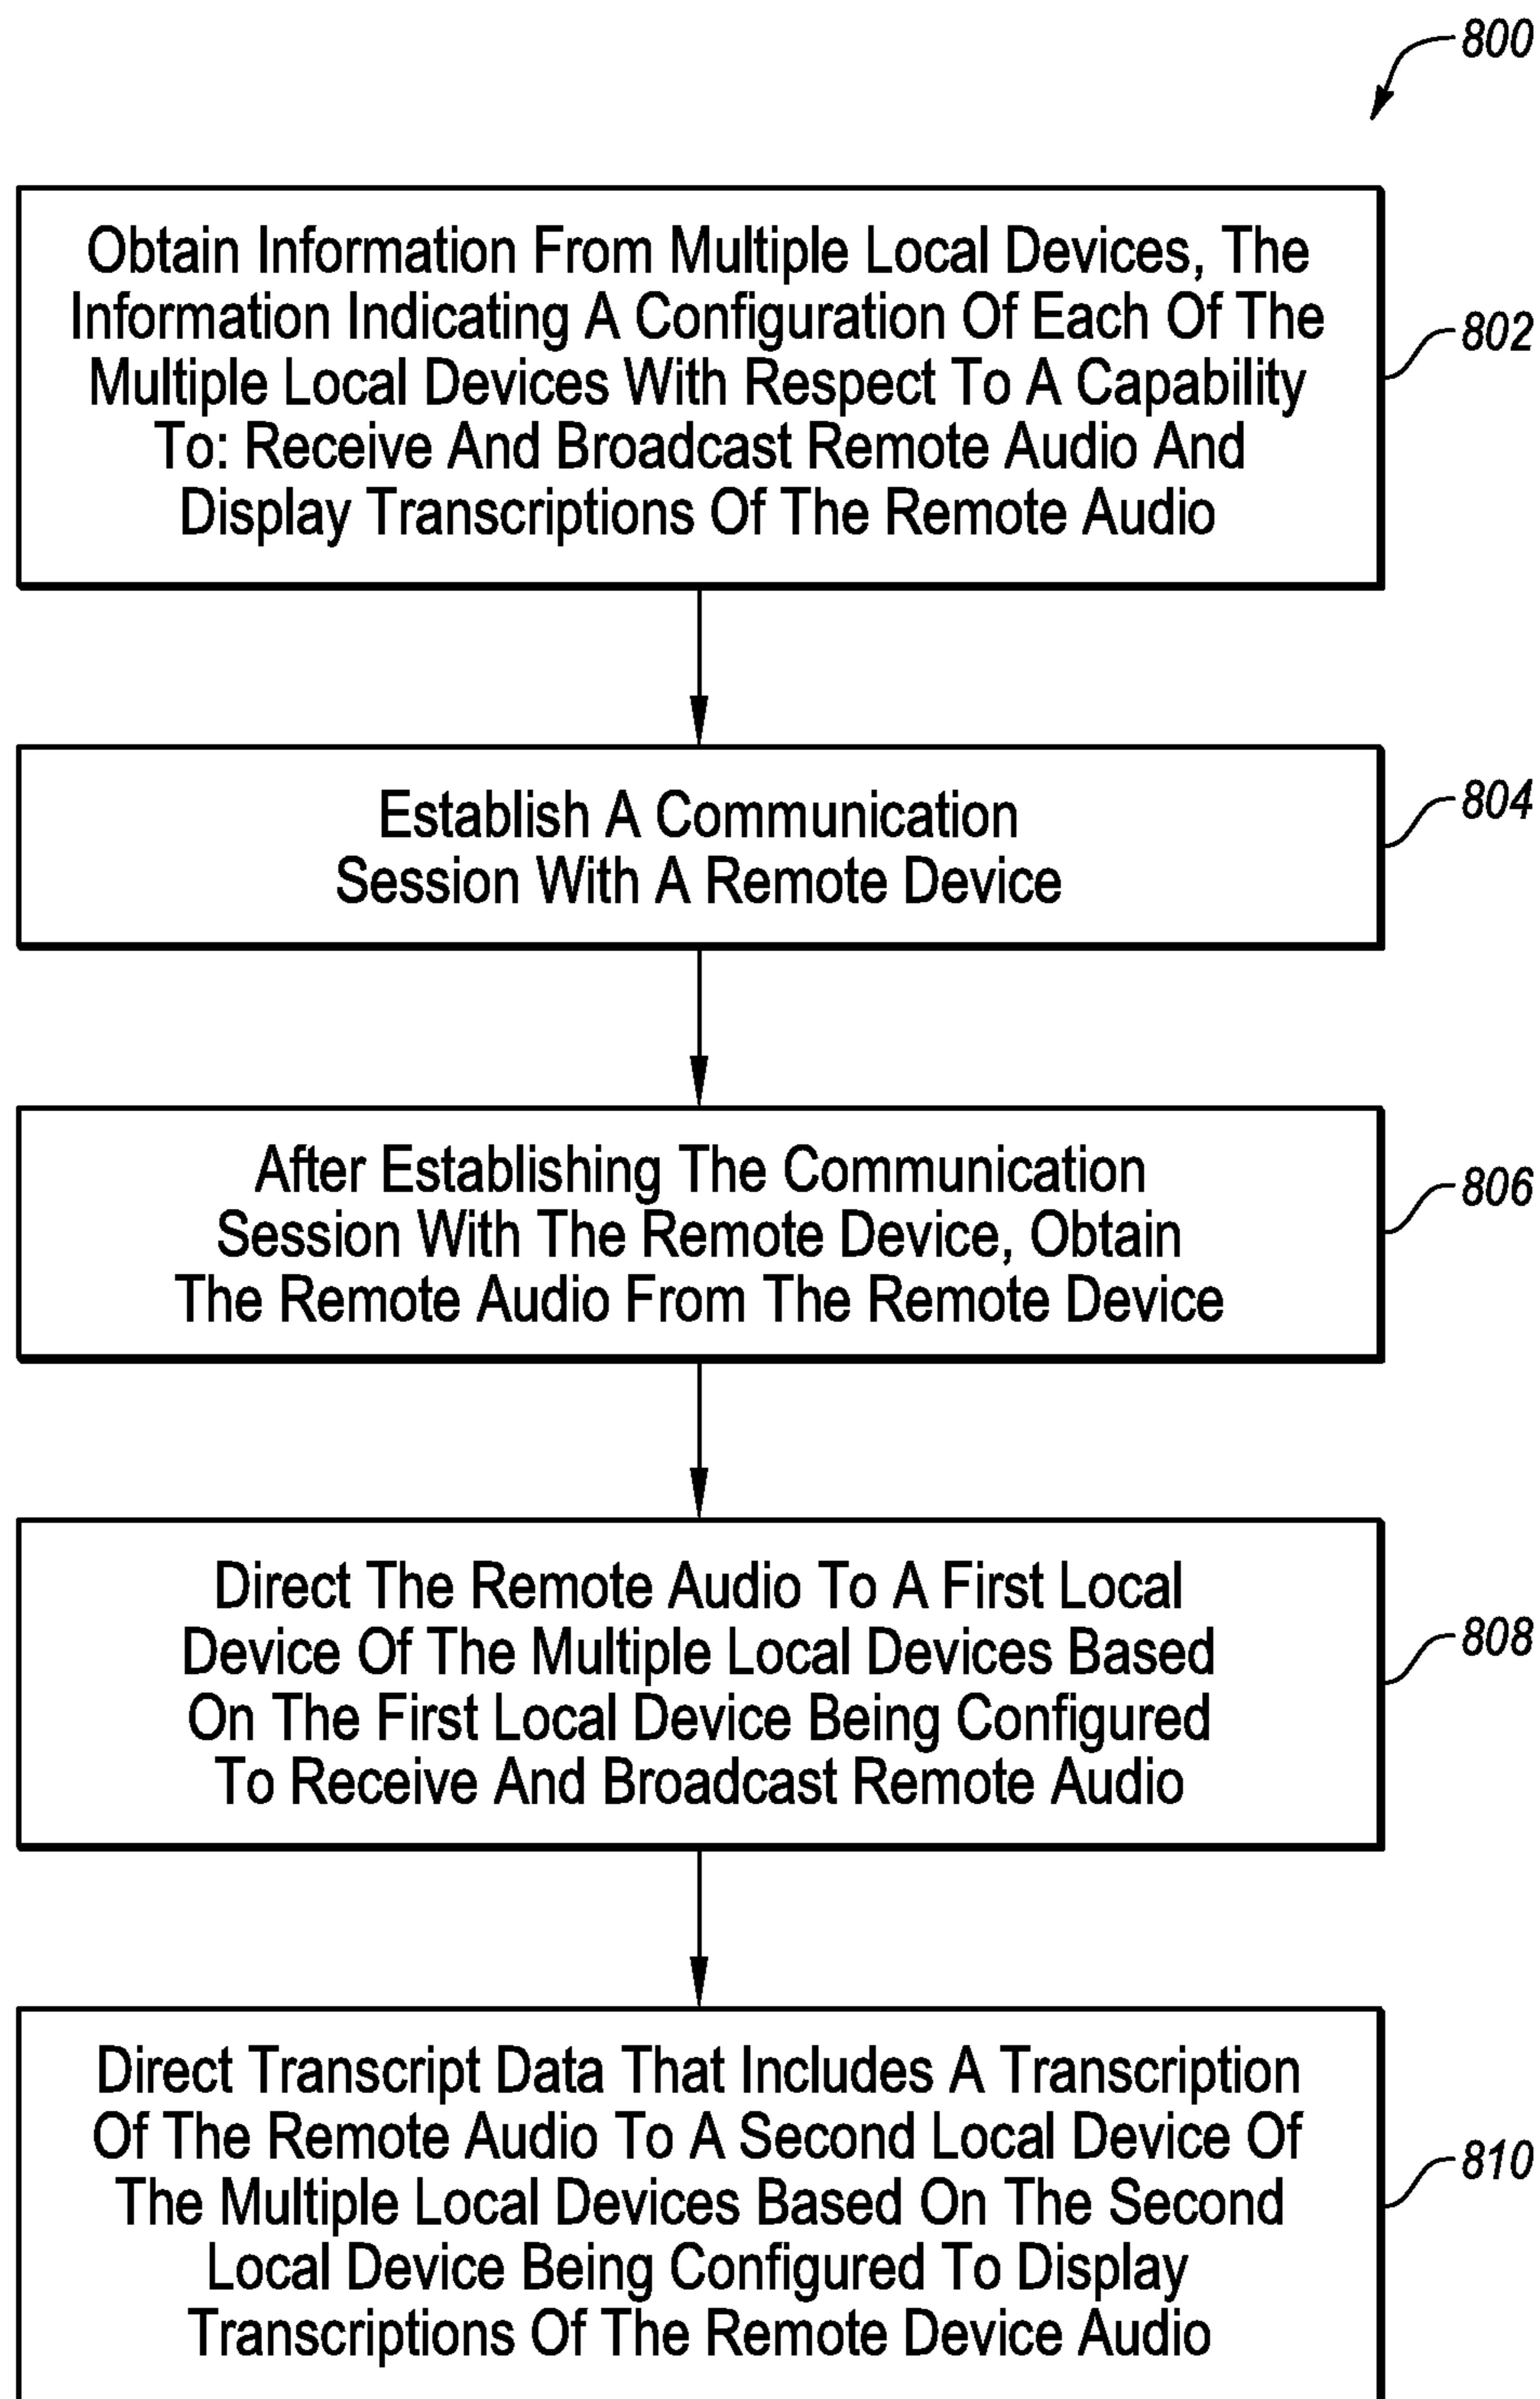 800
Obtain Information From Multiple Local Devices, The
Information Indicating A Configuration Of Each Of The
Multiple Local Devices With Respect To A Capability
To: Receive And Broadcast Remote Audio And
Display Transcriptions Of The Remote Audio
802
Establish A Communication
Session With A Remote Device
804
After Establishing The Communication
Session With The Remote Device, Obtain
The Remote Audio From The Remote Device
806
Direct The Remote Audio To A First Local
Device Of The Multiple Local Devices Based
On The First Local Device Being Configured
To Receive And Broadcast Remote Audio
808
Direct Transcript Data That Includes A Transcription
Of The Remote Audio To A Second Local Device Of
The Multiple Local Devices Based On The Second
Local Device Being Configured To Display
Transcriptions Of The Remote Device Audio
810